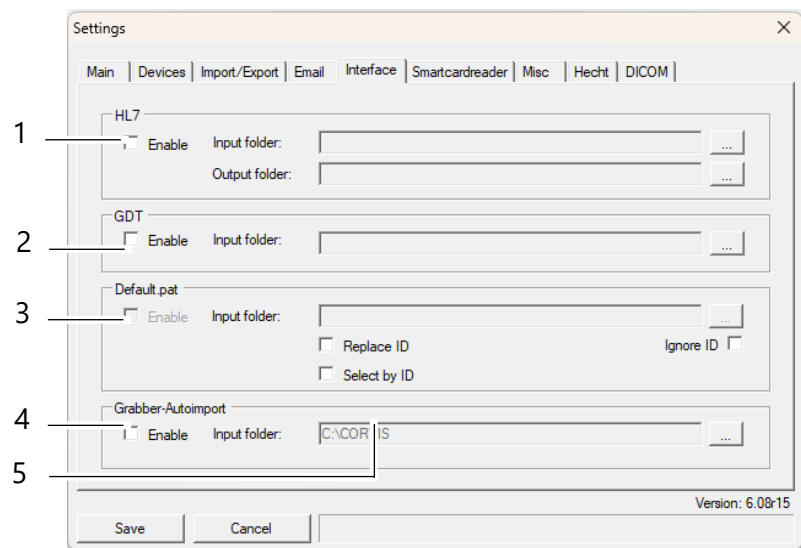 Settings
Main Devices Import/Export Email Interface Smartcardreader Misc Hecht DICOM
HL7
1 Enable Input folder: ...
Output folder: ...
GDT
2 Enable Input folder: ...
Default.pat
3 Enable Input folder: ...
Replace ID Ignore ID
Select by ID
Grabber-Autoimport
4 Enable Input folder: ...
5
Version: 6.08r15
Save Cancel